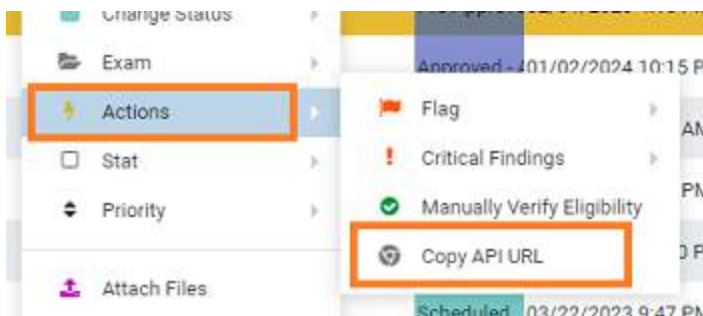 Change Status
Exam
Approved - 01/02/2024 10:15 P
Actions
Flag
AM
Stat
Critical Findings
Priority
Manually Verify Eligibility
Copy API URL
Attach Files
Scheduled 03/22/2023 9:47 PM